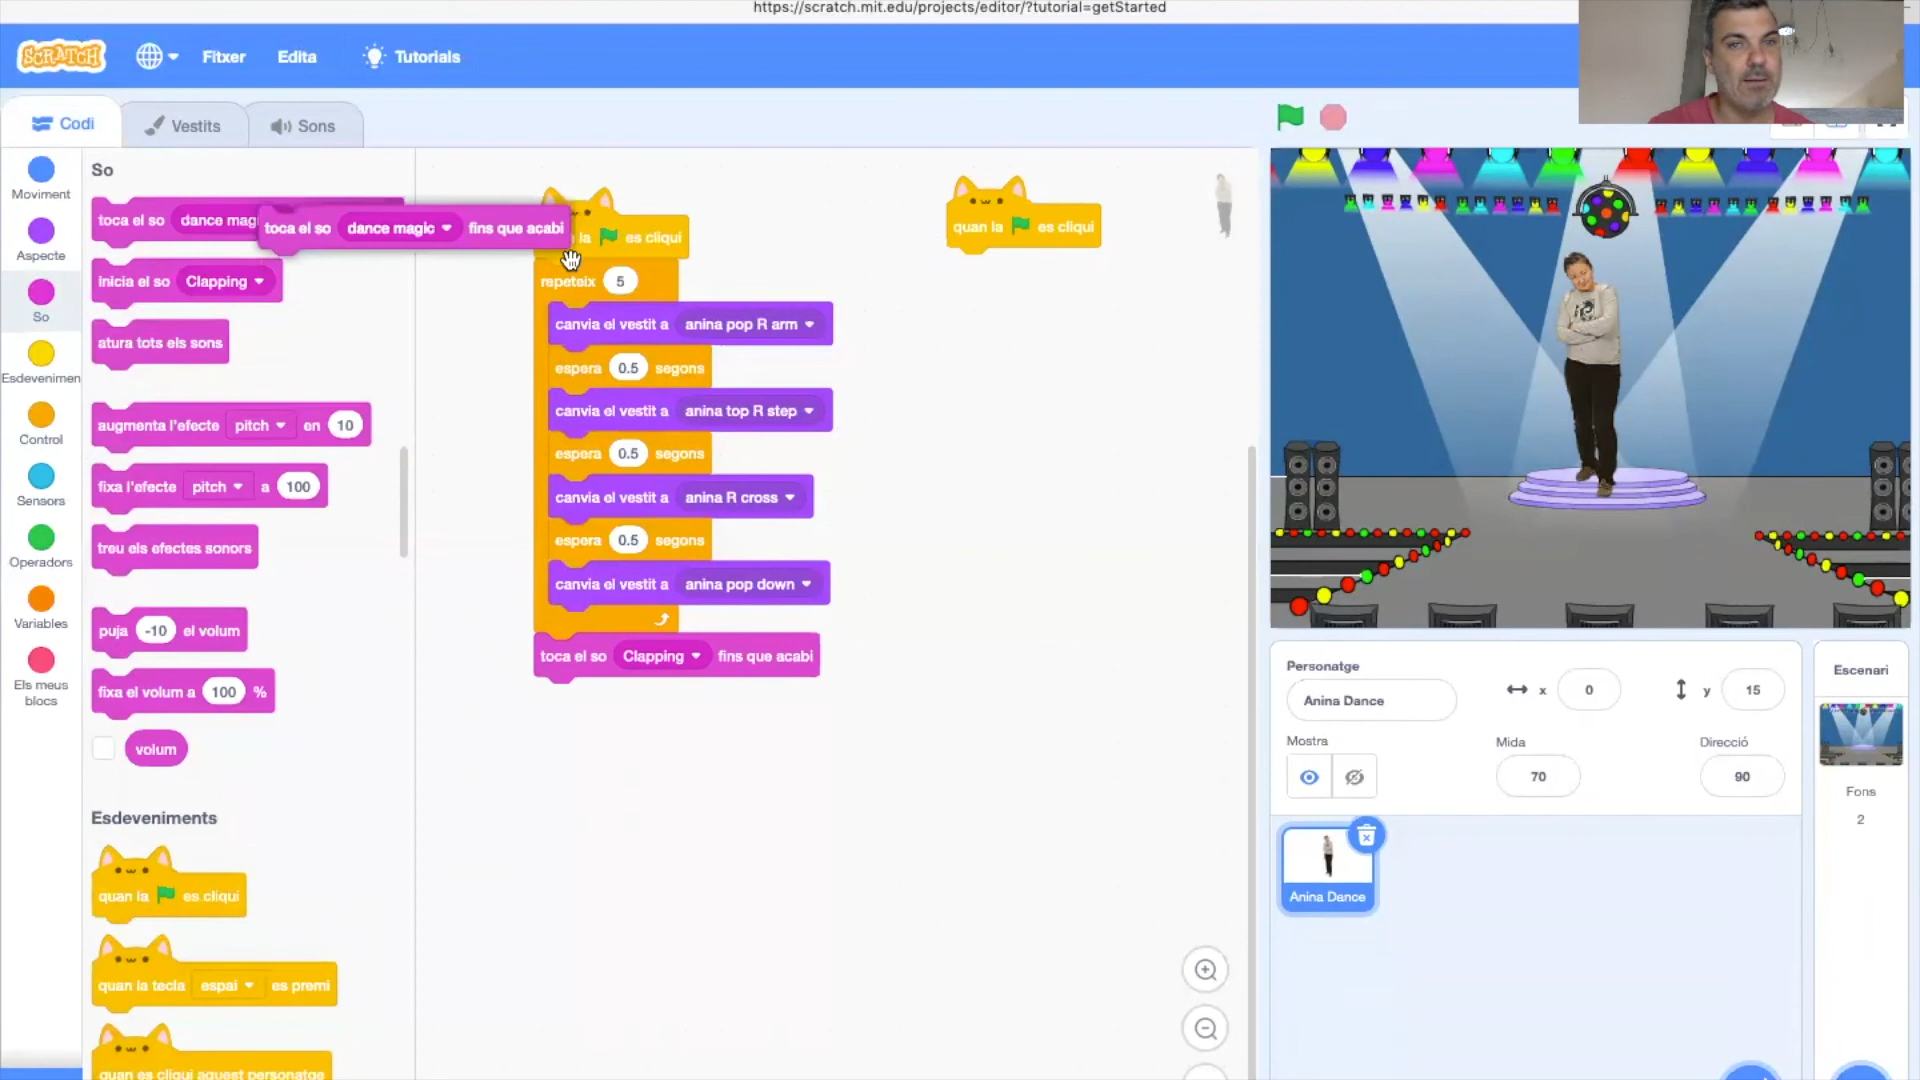 https://scratch.mit.edu/projects/editor/?tutorial=getStarted
SCRATCH
Fitxer
Edita
Tutorials
Codi
Vestits
Sons
Moviment
Aspecte
So
Esdevenimen
Control
Sensors
Operadors
Variables
Els meus
blocs
So
toca el so dance magi
toca el so dance magic fins que acabi
inicia el so Clapping
atura tots els sons
augmenta l'efecte pitch en 10
fixa l'efecte pitch a 100
treu els efectes sonors
puja -10 el volum
fixa el volum a 100 %
volum
Esdeveniments
quan la es cliqui
quan la tecla espai es premi
quan es cliqui aquest personatge
la es cliqui
repeteix 5
canvia el vestit a anina pop R arm
espera 0.5 segons
canvia el vestit a anina top R step
espera 0.5 segons
canvia el vestit a anina R cross
espera 0.5 segons
canvia el vestit a anina pop down
toca el so Clapping fins que acabi
quan la es cliqui
Personatge
Anina Dance
x 0
y 15
Mostra
Mida
70
Direcció
90
Anina Dance
Escenari
Fons
2